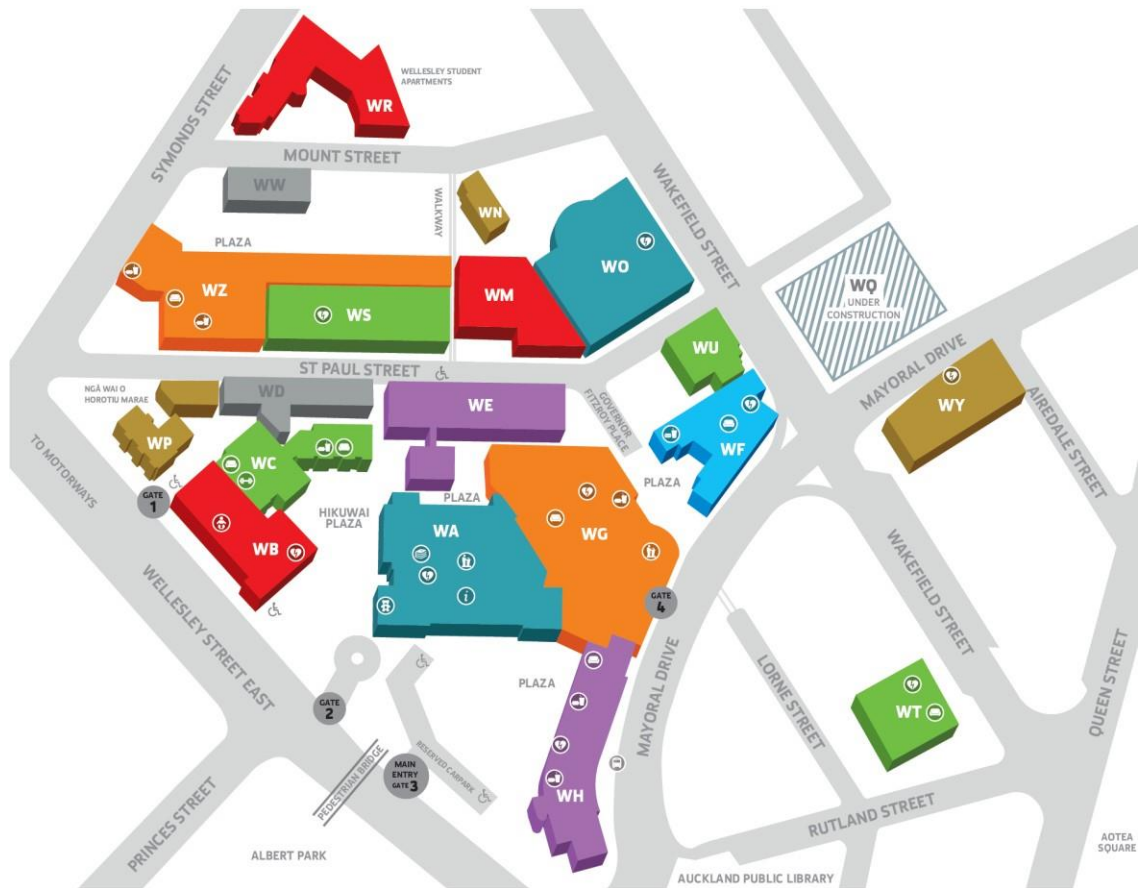 WR
WELLESLEY STUDENT
APARTMENTS
SYMONDS STREET
MOUNT STREET
WW
WALKWAY
WN
WAKEFIELD STREET
PLAZA
WO
WZ
WS
WM
WQ
UNDER
CONSTRUCTION
MAYORAL DRIVE
ST PAUL STREET
WU
NGĀ WAI O
HOROTIU MARAE
WD
WE
GOVERNOR
FITZROY PLACE
WY
AIREDALE STREET
WP
WC
WF
TO MOTORWAYS
GATE
1
HIKUWAI
PLAZA
PLAZA
PLAZA
WB
WA
i
WG
GATE
4
WAKEFIELD STREET
WELLESLEY STREET EAST
PLAZA
MAYORAL DRIVE
LORNE STREET
QUEEN STREET
WT
GATE
2
MAIN
ENTRY
GATE 3
RESERVED CARPARK
PEDESTRIAN BRIDGE
WH
PRINCES STREET
RUTLAND STREET
ALBERT PARK
AUCKLAND PUBLIC LIBRARY
AOTEA
SQUARE